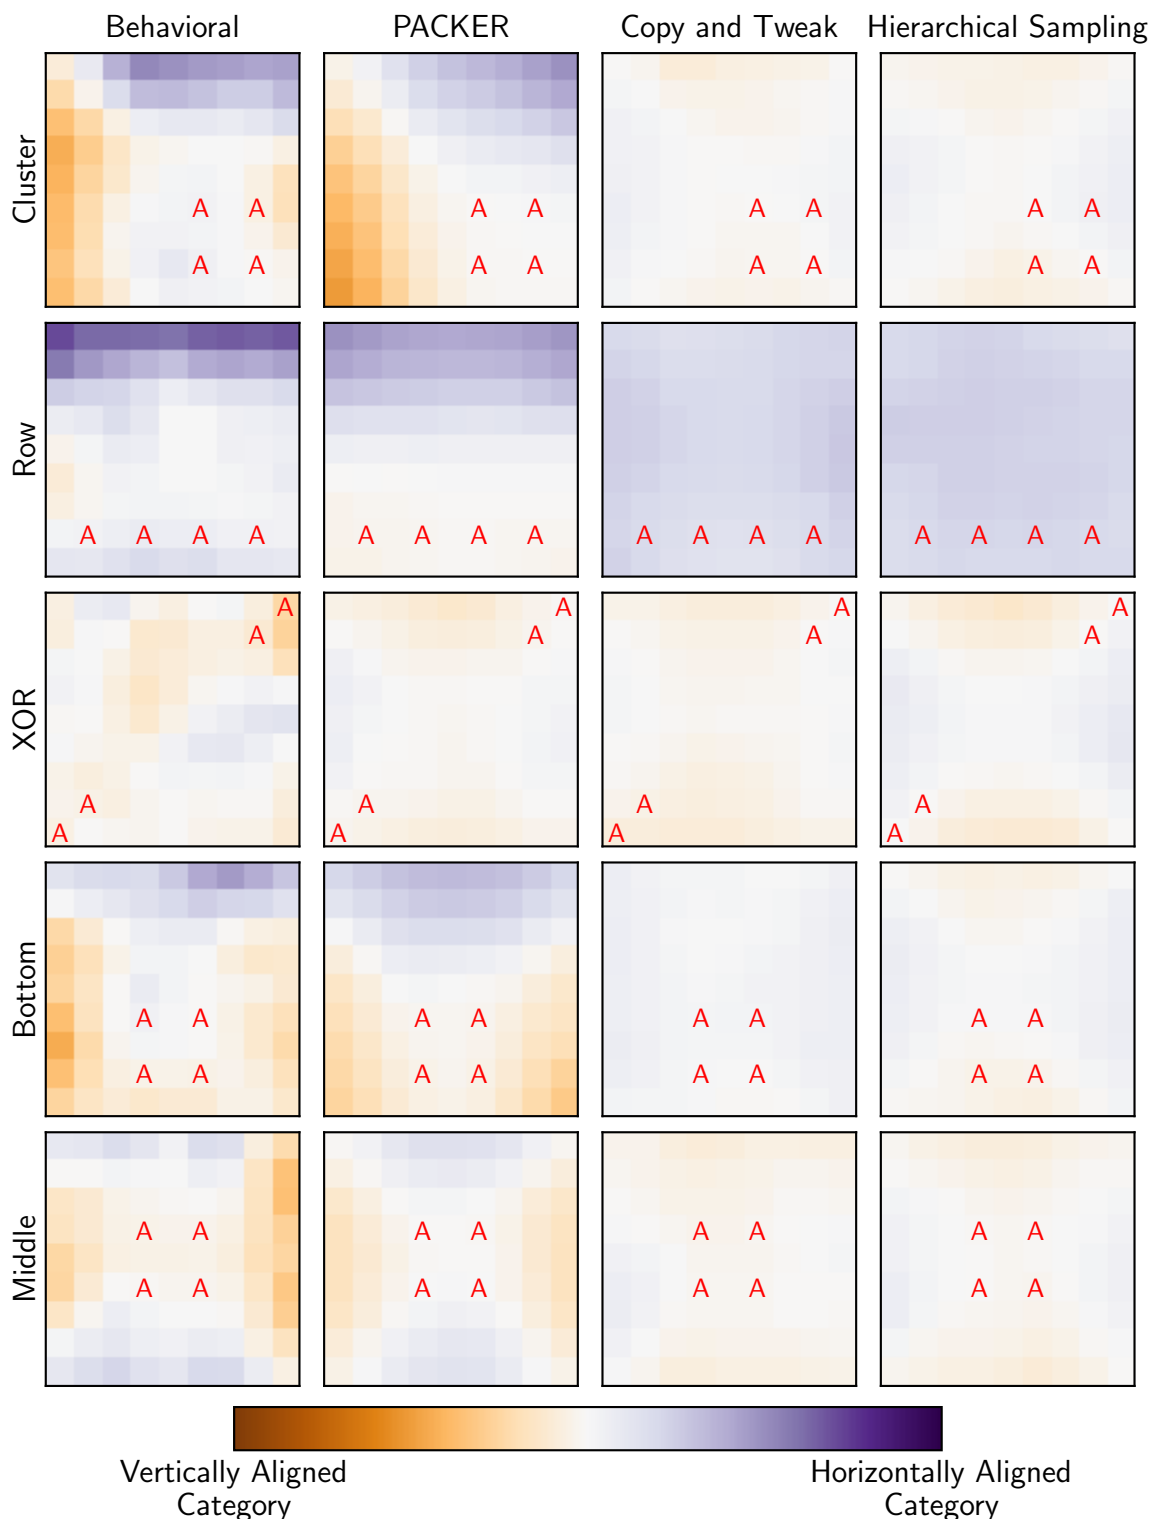 Behavioral PACKER Copy and Tweak Hierarchical Sampling
Cluster
A A A A A A A A
A A A A A A A A
Row
A A A A A A A A A A A A A A A A
XOR
A A A A
A A A A
A A A A
A A A A
Bottom
A A A A A A A A
A A A A A A A A
Middle
A A A A A A A A
A A A A A A A A
Vertically Aligned Horizontally Aligned
Category Category